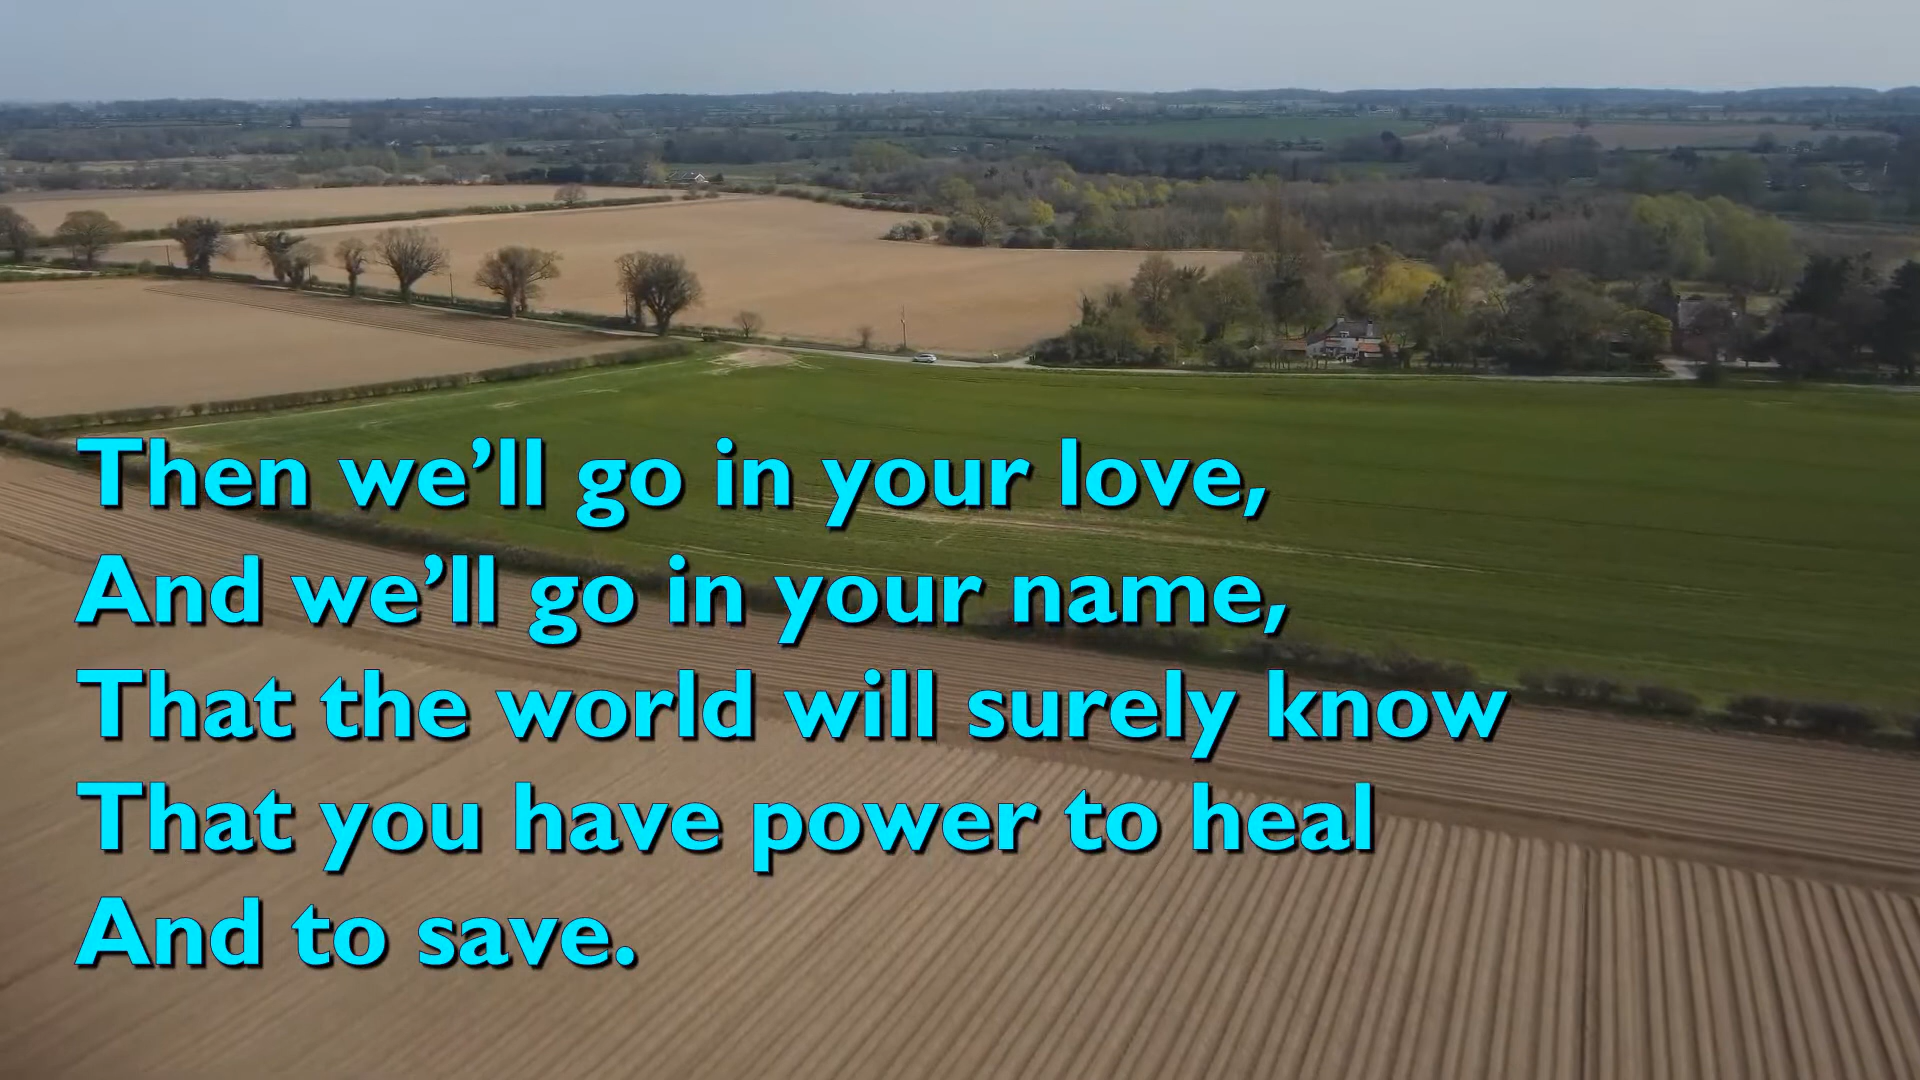 Then we’ll go in your love,
And we’ll go in your name,
That the world will surely know
That you have power to heal
And to save.